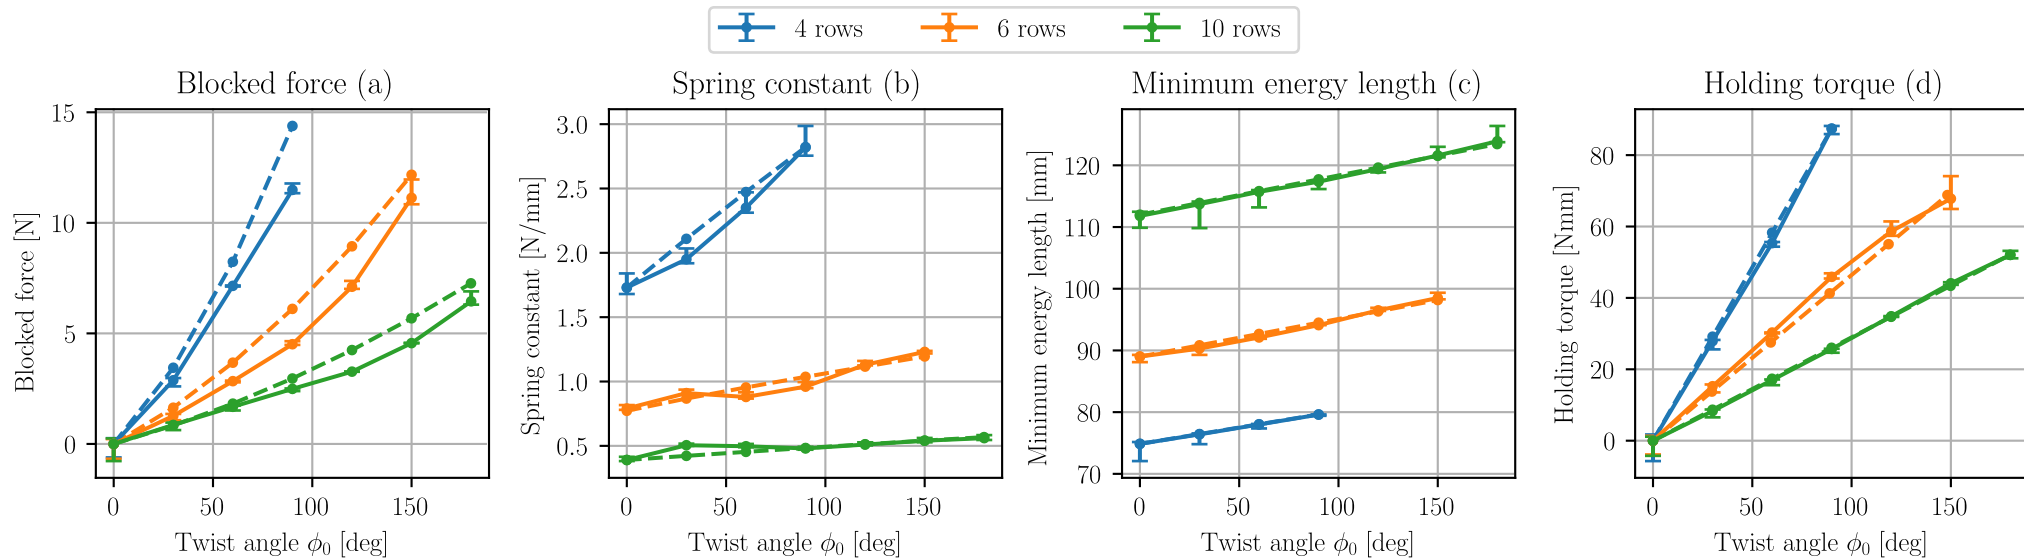 4 rows 6 rows 10 rows
Blocked force (a)
Blocked force [N]
15
10
5
0
0 50 100 150
Twist angle ϕ₀ [deg]
Spring constant (b)
Spring constant [N/mm]
3.0
2.5
2.0
1.5
1.0
0.5
0 50 100 150
Twist angle ϕ₀ [deg]
Minimum energy length (c)
Minimum energy length [mm]
120
110
100
90
80
70
0 50 100 150
Twist angle ϕ₀ [deg]
Holding torque (d)
Holding torque [Nmm]
80
60
40
20
0
0 50 100 150
Twist angle ϕ₀ [deg]